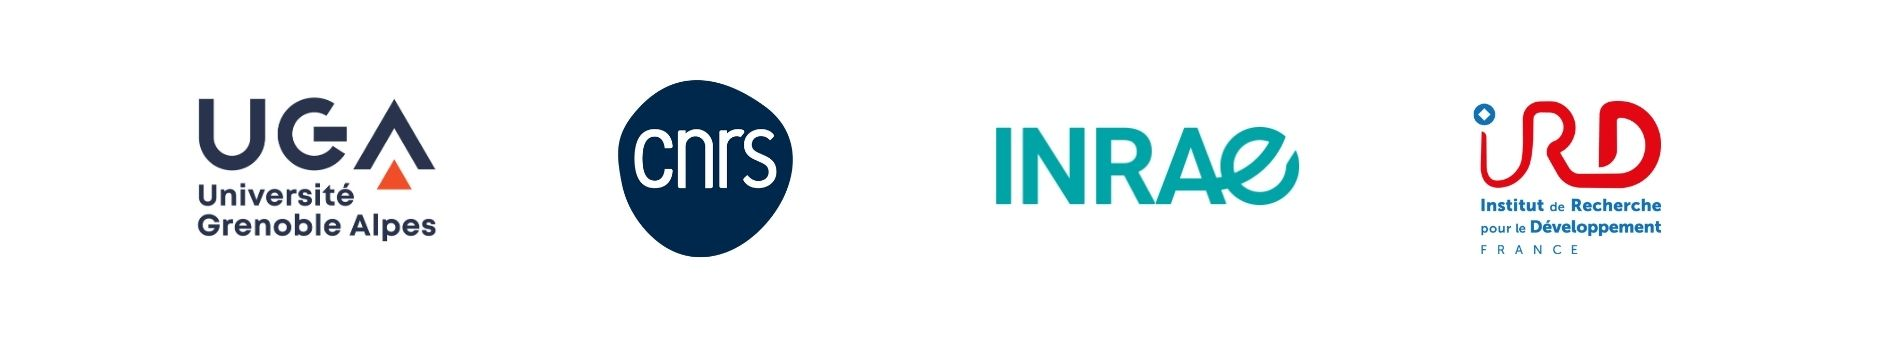 UGA
Université
Grenoble Alpes
cnrs
INRAe
iRD
Institut de Recherche
pour le Développement
FRANCE